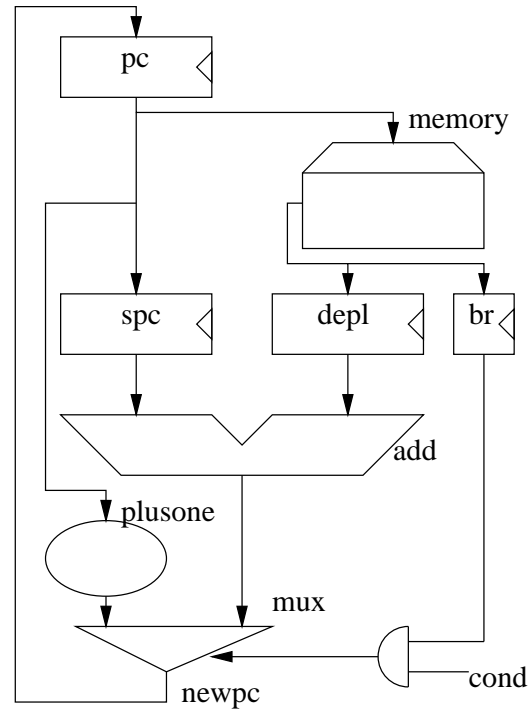 pc
memory
spc
depl
br
add
plusone
mux
cond
newpc